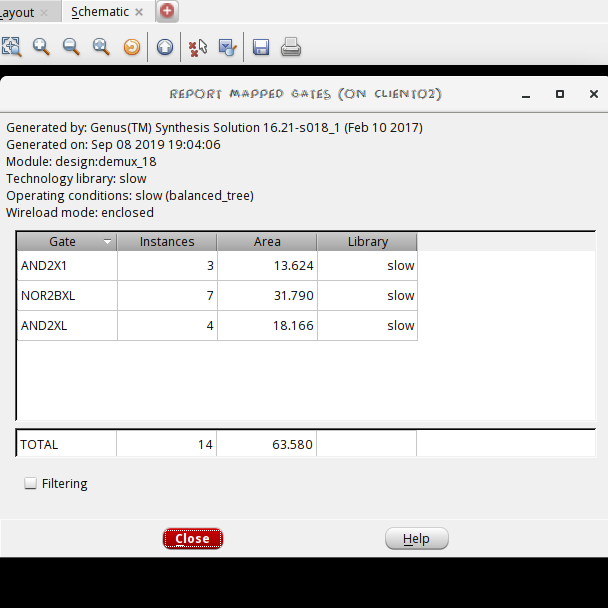 Layout
Schematic
REPORT MAPPED GATES (ON CLIENT02)
Generated by: Genus(TM) Synthesis Solution 16.21-s018_1 (Feb 10 2017)
Generated on: Sep 08 2019 19:04:06
Module: design:demux_18
Technology library: slow
Operating conditions: slow (balanced_tree)
Wireload mode: enclosed
Gate Instances Area Library
AND2X1 3 13.624 slow
NOR2BXL 7 31.790 slow
AND2XL 4 18.166 slow
TOTAL 14 63.580
Filtering
Close Help